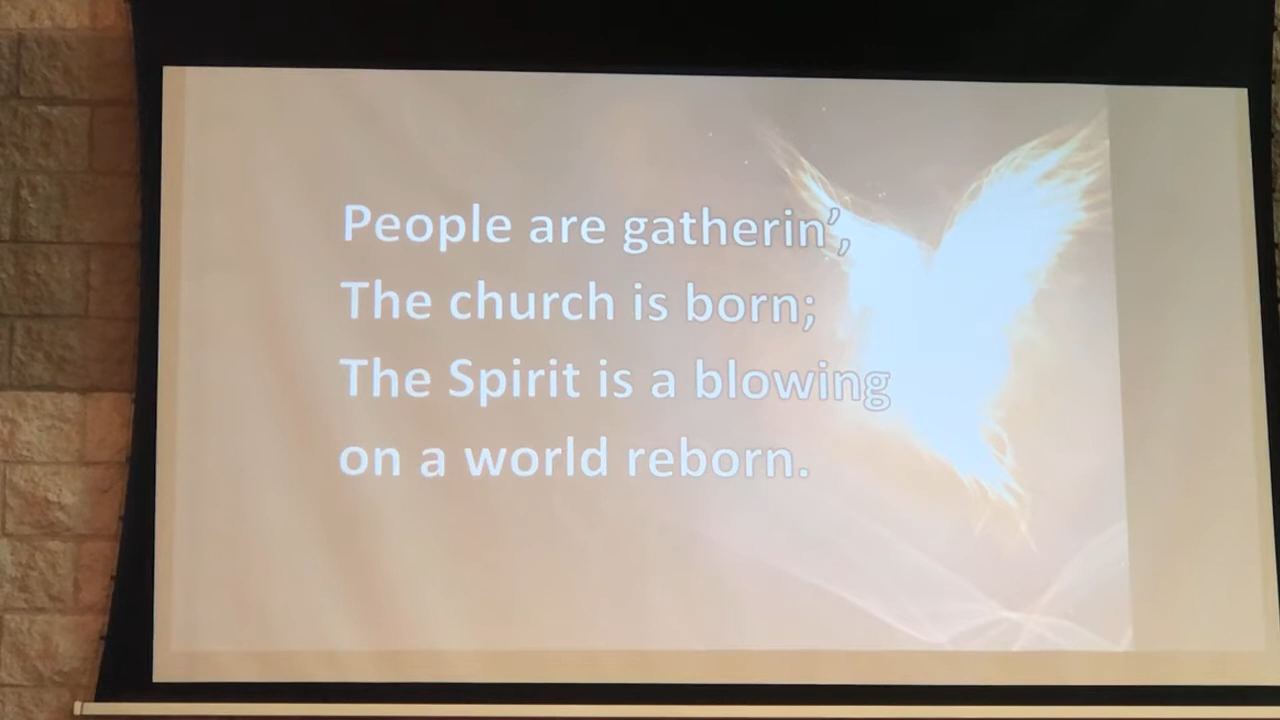 People are gatherin',
The church is born;
The Spirit is a blowing
on a world reborn.